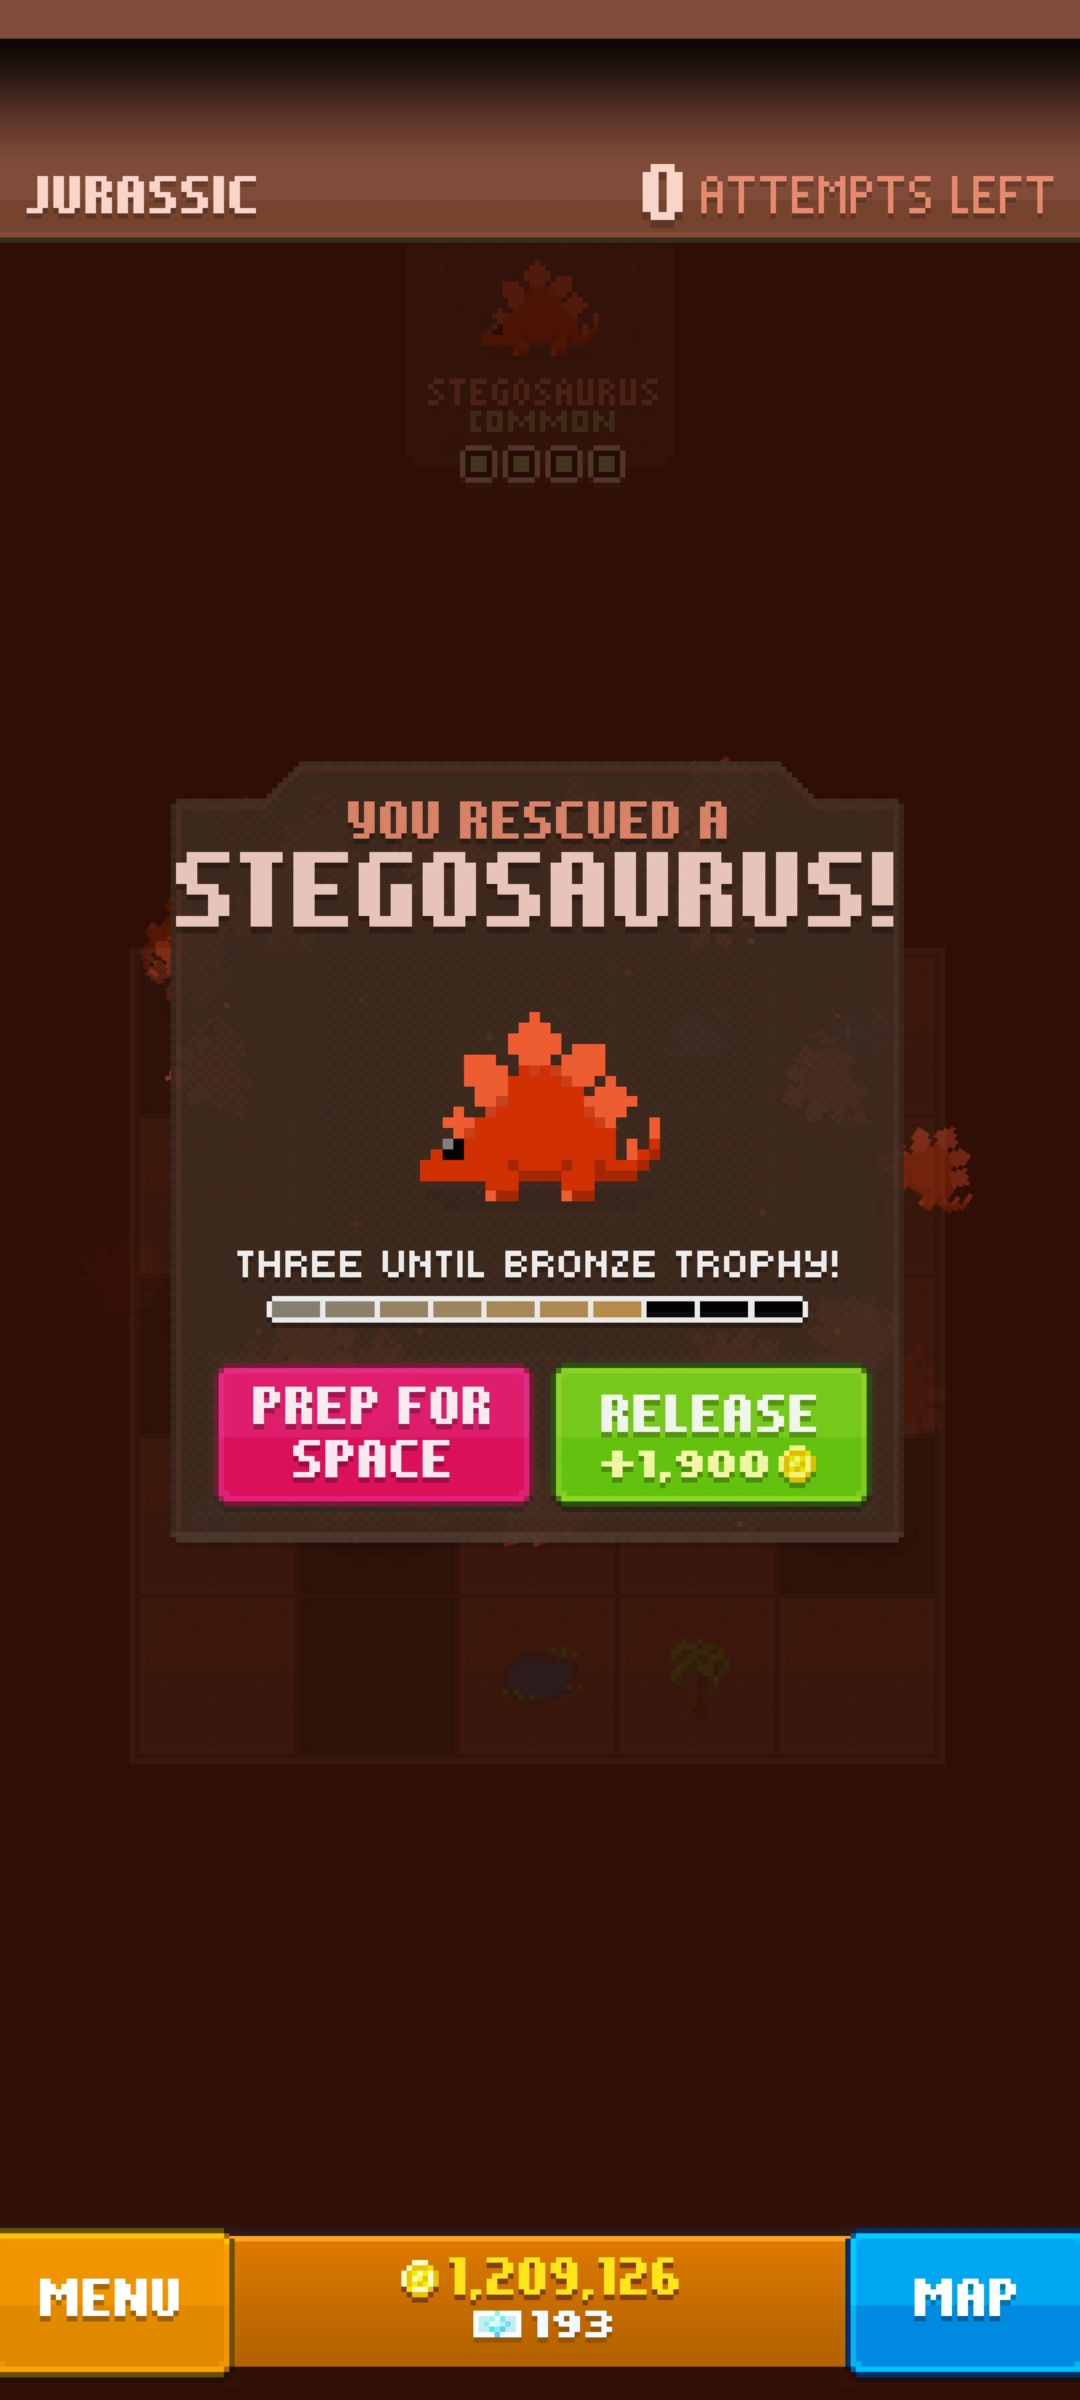 JURASSIC
0 ATTEMPTS LEFT
STEGOSAURUS
COMMON
YOU RESCUED A
STEGOSAURUS!
THREE UNTIL BRONZE TROPHY!
PREP FOR
SPACE
RELEASE
+1,900
MENU
1,209,126
193
MAP